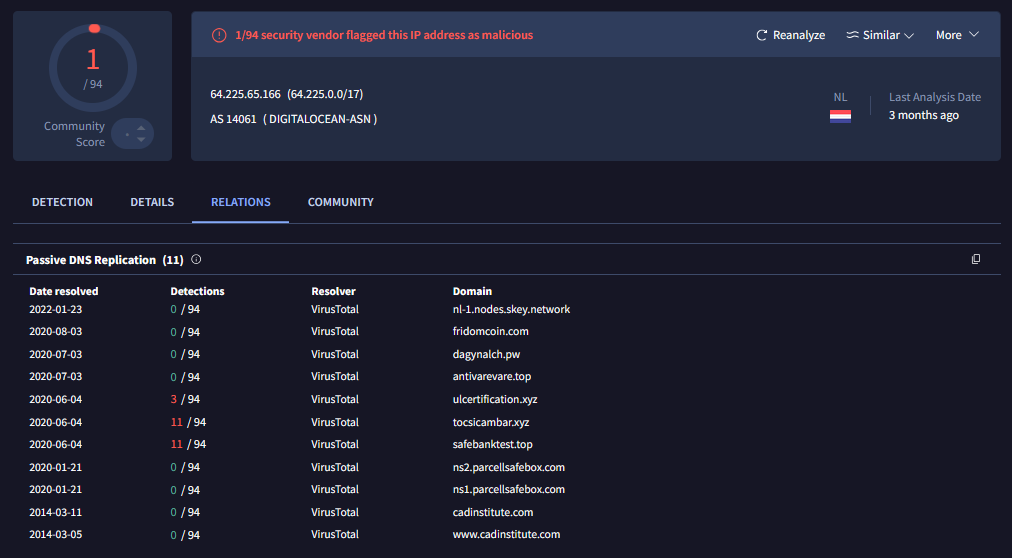 1
/ 94
Community
Score
1/94 security vendor flagged this IP address as malicious
Reanalyze
Similar
More
64.225.65.166 (64.225.0.0/17)
AS 14061 ( DIGITALOCEAN-ASN )
NL
Last Analysis Date
3 months ago
DETECTION
DETAILS
RELATIONS
COMMUNITY
Passive DNS Replication (11)
Date resolved Detections Resolver Domain
2022-01-23 0 / 94 VirusTotal nl-1.nodes.skey.network
2020-08-03 0 / 94 VirusTotal fridomcoin.com
2020-07-03 0 / 94 VirusTotal dagynalch.pw
2020-07-03 0 / 94 VirusTotal antivarevare.top
2020-06-04 3 / 94 VirusTotal ulcertification.xyz
2020-06-04 11 / 94 VirusTotal tocsicambar.xyz
2020-06-04 11 / 94 VirusTotal safebanktest.top
2020-01-21 0 / 94 VirusTotal ns2.parcellsafebox.com
2020-01-21 0 / 94 VirusTotal ns1.parcellsafebox.com
2014-03-11 0 / 94 VirusTotal cadinstitute.com
2014-03-05 0 / 94 VirusTotal www.cadinstitute.com